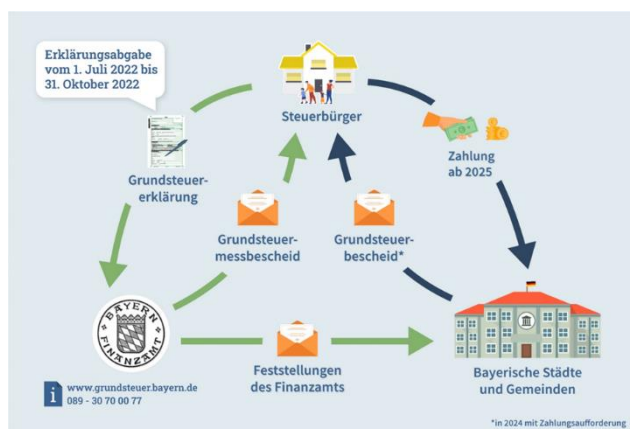 Erklärungsabgabe
vom 1. Juli 2022 bis
31. Oktober 2022
Steuerbürger
Grundsteuer-
erklärung
Zahlung
ab 2025
Grundsteuer-
messbescheid
Grundsteuer-
bescheid*
BAYERN
FINANZAMT
Feststellungen
des Finanzamts
Bayerische Städte
und Gemeinden
i
www.grundsteuer.bayern.de
089 - 30 70 00 77
*in 2024 mit Zahlungsaufforderung